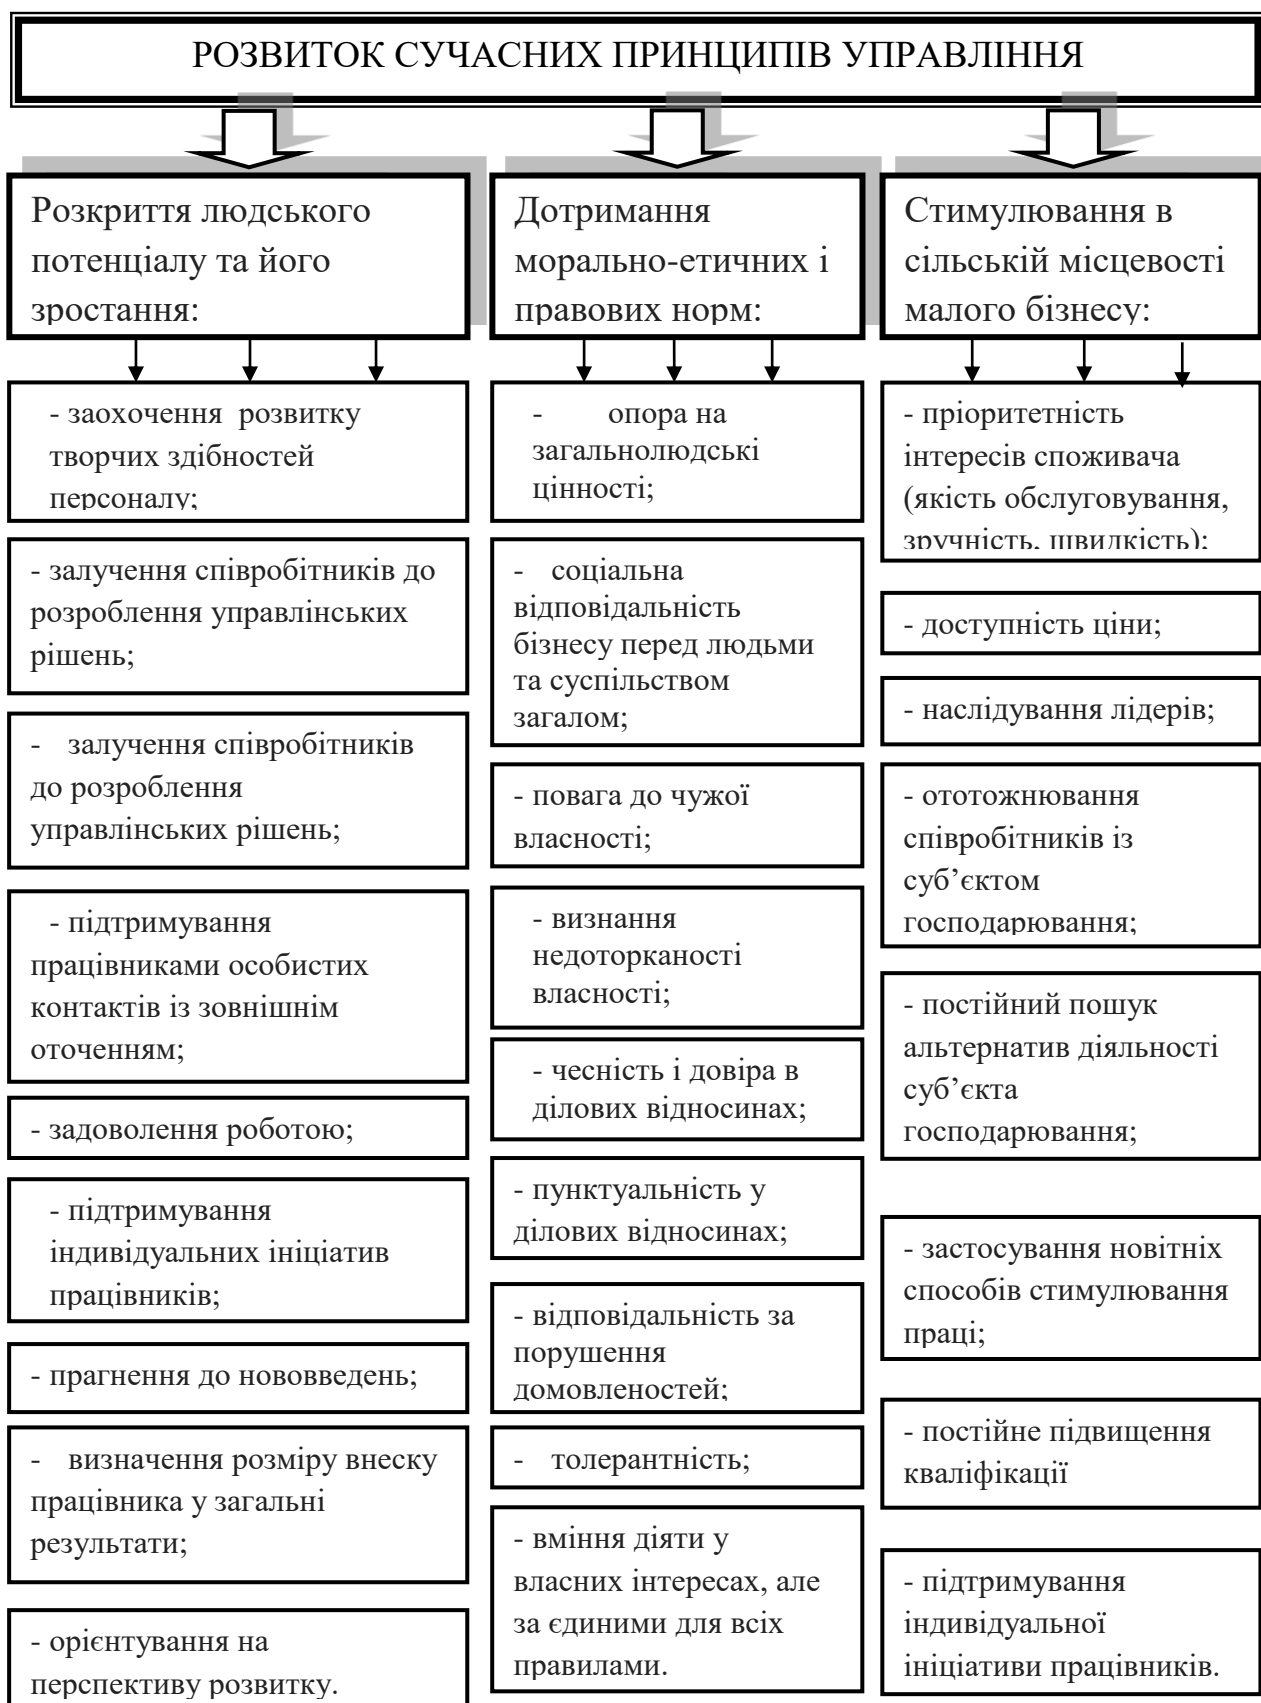 РОЗВИТОК СУЧАСНИХ ПРИНЦИПІВ УПРАВЛІННЯ
Розкриття людського
потенціалу та його
зростання:
- заохочення розвитку
творчих здібностей
персоналу;
- залучення співробітників до
розроблення управлінських
рішень;
- залучення співробітників
до розроблення
управлінських рішень;
- підтримування
працівниками особистих
контактів із зовнішнім
оточенням;
- задоволення роботою;
- підтримування
індивідуальних ініціатив
працівників;
- прагнення до нововведень;
- визначення розміру внеску
працівника у загальні
результати;
- орієнтування на
перспективу розвитку.
Дотримання
морально-етичних і
правових норм:
- опора на
загальнолюдські
цінності;
- соціальна
відповідальність
бізнесу перед людьми
та суспільством
загалом;
- повага до чужої
власності;
- визнання
недоторканості
власності;
- чесність і довіра в
ділових відносинах;
- пунктуальність у
ділових відносинах;
- відповідальність за
порушення
домовленостей;
- толерантність;
- вміння діяти у
власних інтересах, але
за єдиними для всіх
правилами.
Стимулювання в
сільській місцевості
малого бізнесу:
- пріоритетність
інтересів споживача
(якість обслуговування,
зручність, швидкість);
- доступність ціни;
- наслідування лідерів;
- ототожнювання
співробітників із
суб’єктом
господарювання;
- постійний пошук
альтернатив діяльності
суб’єкта
господарювання;
- застосування новітніх
способів стимулювання
праці;
- постійне підвищення
кваліфікації
- підтримування
індивідуальної
ініціативи працівників.